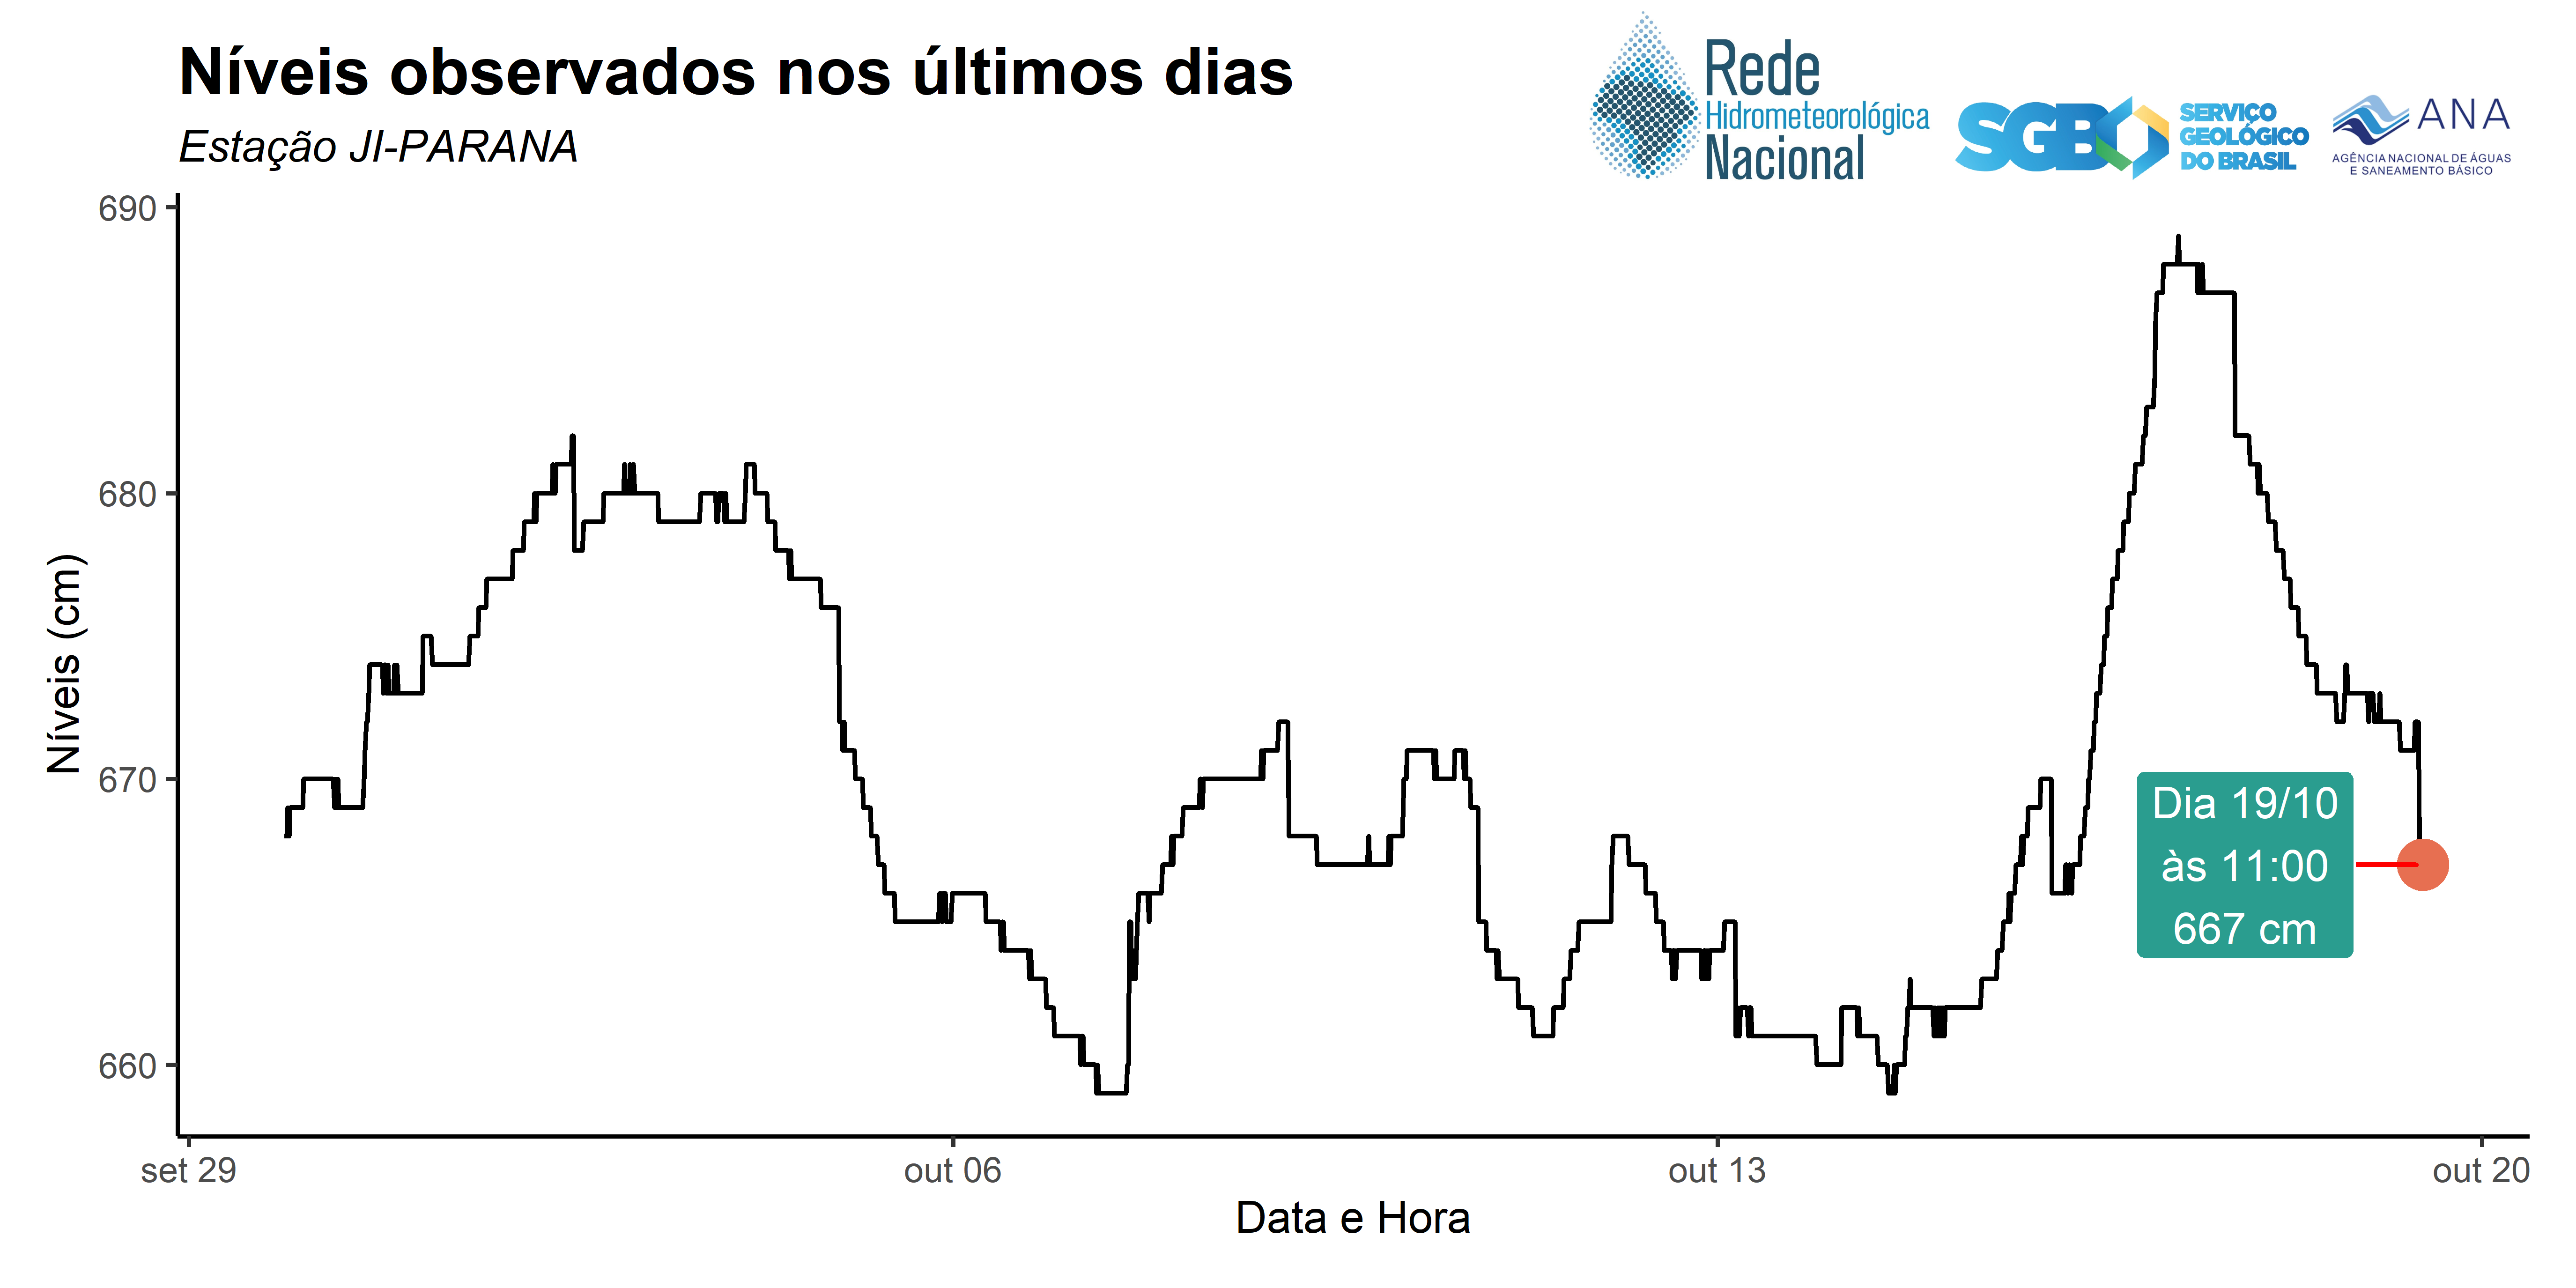 Níveis observados nos últimos dias
Estação JI-PARANA
Rede
Hidrometeorológica
Nacional
SGB
SERVIÇO
GEOLÓGICO
DO BRASIL
ANA
AGÊNCIA NACIONAL DE ÁGUAS
E SANEAMENTO BÁSICO
Níveis (cm)
690
680
670
660
Dia 19/10
às 11:00
667 cm
set 29
out 06
out 13
out 20
Data e Hora